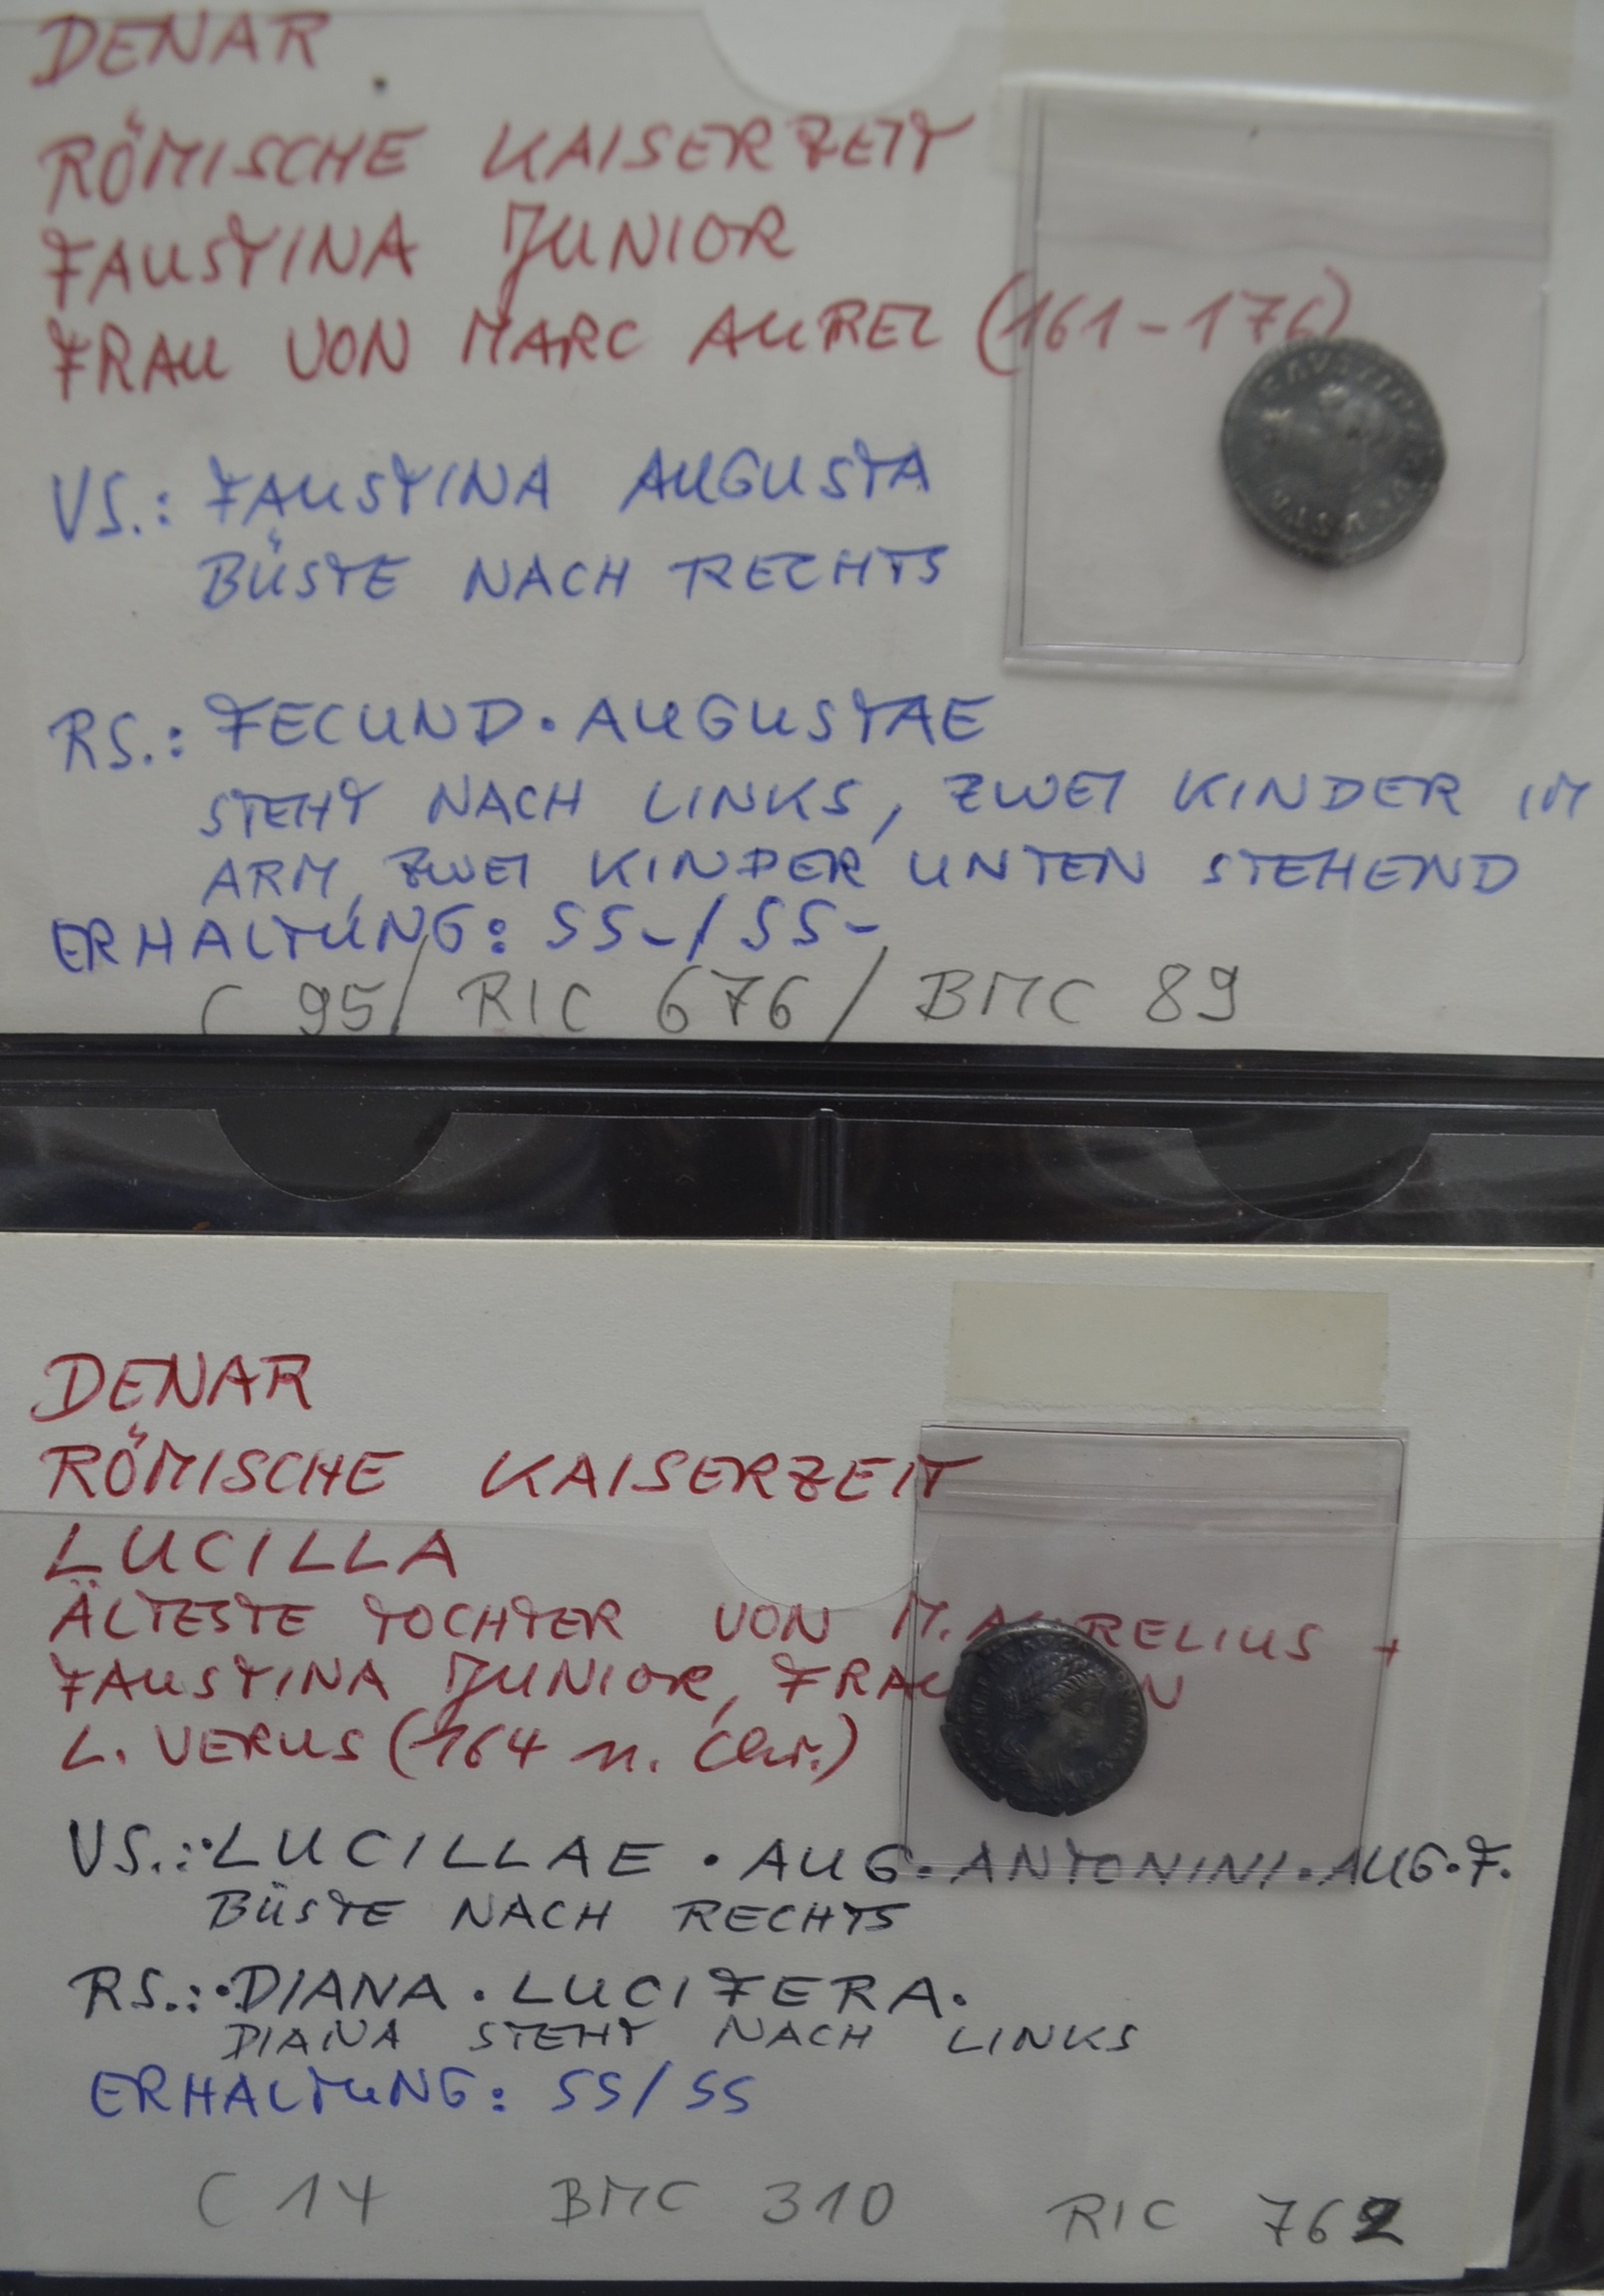 DENAR
RÖMISCHE KAISERZEIT
FAUSTINA JUNIOR
FRAU VON MARC AUREL (161-176)
VS.: FAUSTINA AUGUSTA
BÜSTE NACH RECHTS
RS.: FECUND. AUGUSTAE
STEHT NACH LINKS, ZWEI KINDER IM
ARM, ZWEI KINDER UNTEN STEHEND
ERHALTUNG: SS-/SS-
C 95/ RIC 676/ BMC 89
DENAR
RÖMISCHE KAISERZEIT
LUCILLA
ÄLTESTE TOCHTER VON M. AURELIUS +
FAUSTINA JUNIOR, FRAU VON
L. VERUS (164 n. Chr.)
VS.:·LUCILLAE · AUG. ANTONINI · AUG·F.
BÜSTE NACH RECHTS
RS.:·DIANA · LUCIFERA.
DIANA STEHT NACH LINKS
ERHALTUNG: SS/SS
C 14 BMC 310 RIC 762